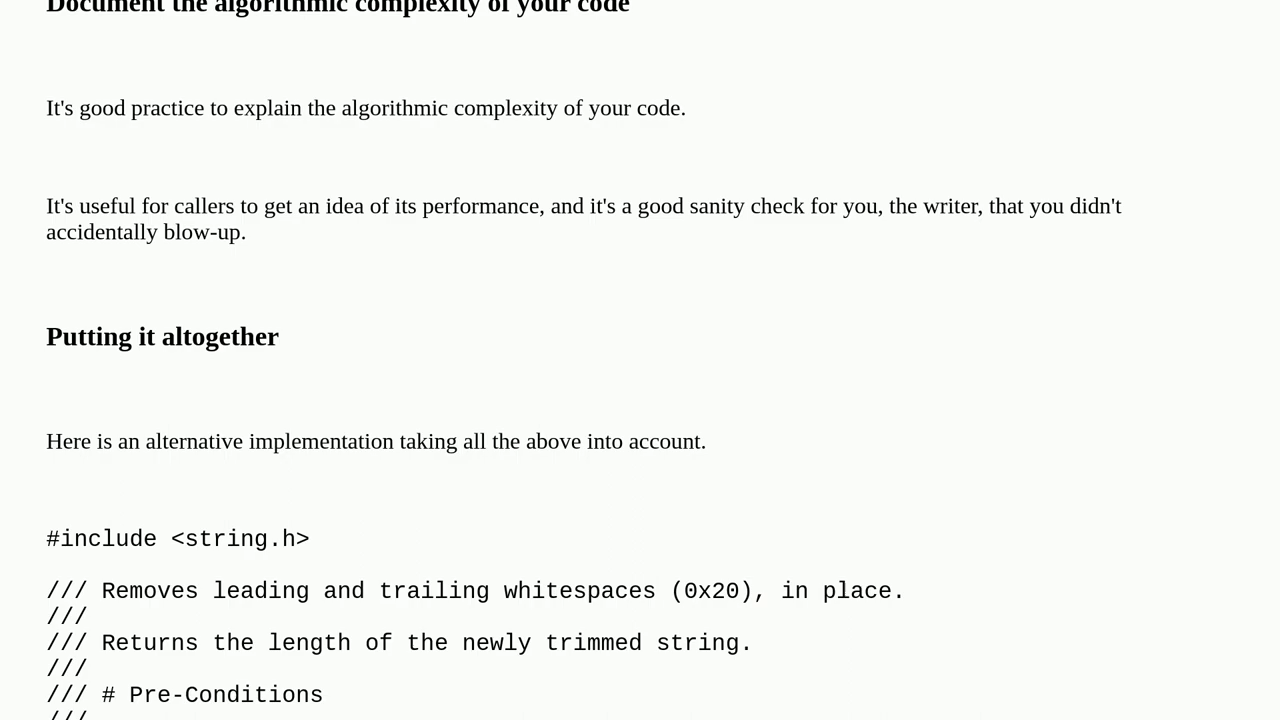 Document the algorithmic complexity of your code
It's good practice to explain the algorithmic complexity of your code.
It's useful for callers to get an idea of its performance, and it's a good sanity check for you, the writer, that you didn't
accidentally blow-up.
Putting it altogether
Here is an alternative implementation taking all the above into account.
#include <string.h>
/// Removes leading and trailing whitespaces (0x20), in place.
///
/// Returns the length of the newly trimmed string.
///
/// # Pre-Conditions
///